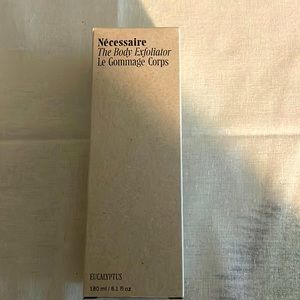 Nécessaire
The Body Exfoliator
Le Gommage Corps
EUCALYPTUS
180 ml / 6.1 fl oz